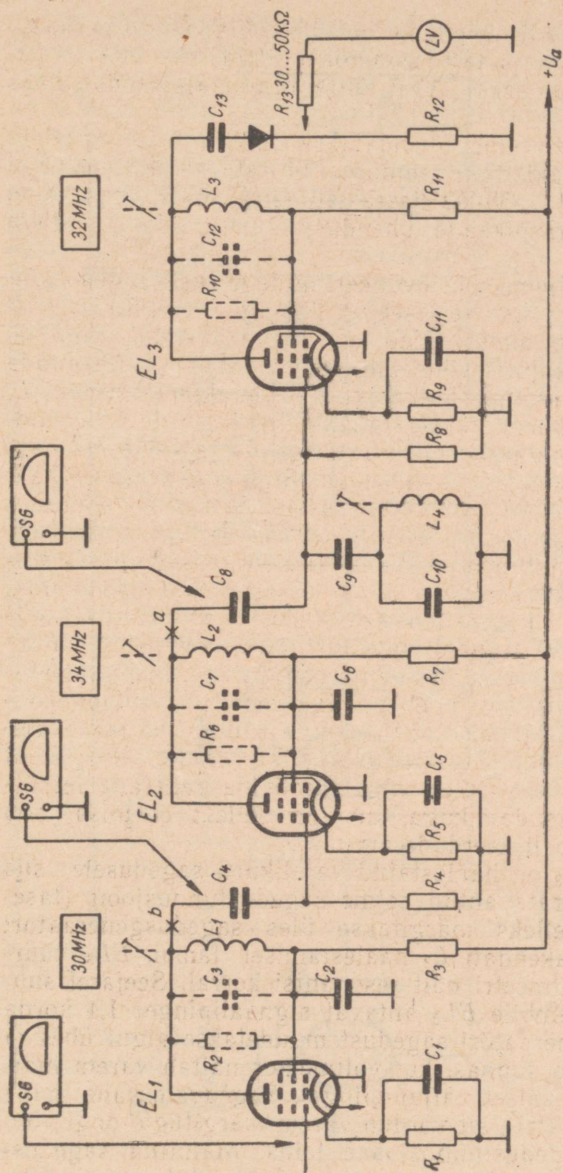 SG
SG
SG
30MHz
34MHz
32MHz
EL1
R2
C3
L1
b
C4
EL2
R6
C7
L2
a
C8
EL3
R10
C12
L3
C13
R13 30...50kΩ
LV
R1
C1
C2
R3
R4
R5
C5
C6
R7
C9
C10
L4
R8
R9
C11
R11
R12
+Ua